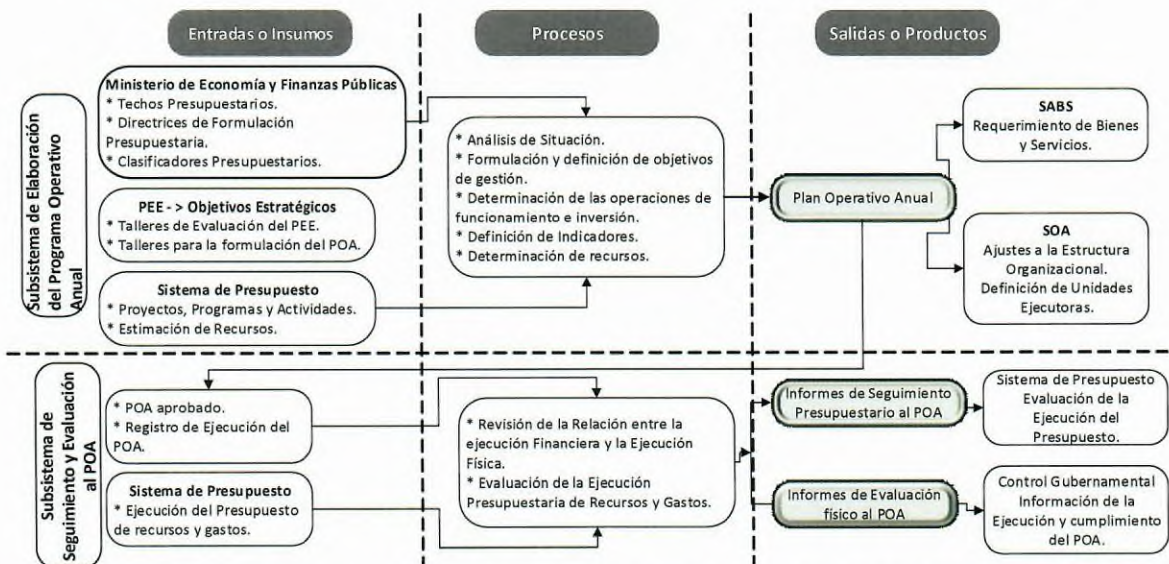 Entradas o Insumos
Procesos
Salidas o Productos
Subsistema de Elaboración
del Programa Operativo
Anual
Ministerio de Economía y Finanzas Públicas
* Techos Presupuestarios.
* Directrices de Formulación
Presupuestaria.
* Clasificadores Presupuestarios.
PEE - > Objetivos Estratégicos
* Talleres de Evaluación del PEE.
* Talleres para la formulación del POA.
Sistema de Presupuesto
* Proyectos, Programas y Actividades.
* Estimación de Recursos.
* Análisis de Situación.
* Formulación y definición de objetivos
de gestión.
* Determinación de las operaciones de
funcionamiento e inversión.
* Definición de Indicadores.
* Determinación de recursos.
Plan Operativo Anual
SABS
Requerimiento de Bienes
y Servicios.
SOA
Ajustes a la Estructura
Organizacional.
Definición de Unidades
Ejecutoras.
Subsistema de
Seguimiento y Evaluación
al POA
* POA aprobado.
* Registro de Ejecución del
POA.
Sistema de Presupuesto
* Ejecución del Presupuesto
de recursos y gastos.
* Revisión de la Relación entre la
ejecución Financiera y la Ejecución
Física.
* Evaluación de la Ejecución
Presupuestaria de Recursos y Gastos.
Informes de Seguimiento
Presupuestario al POA
Sistema de Presupuesto
Evaluación de la
Ejecución del
Presupuesto.
Informes de Evaluación
físico al POA
Control Gubernamental
Información de la
Ejecución y cumplimiento
del POA.